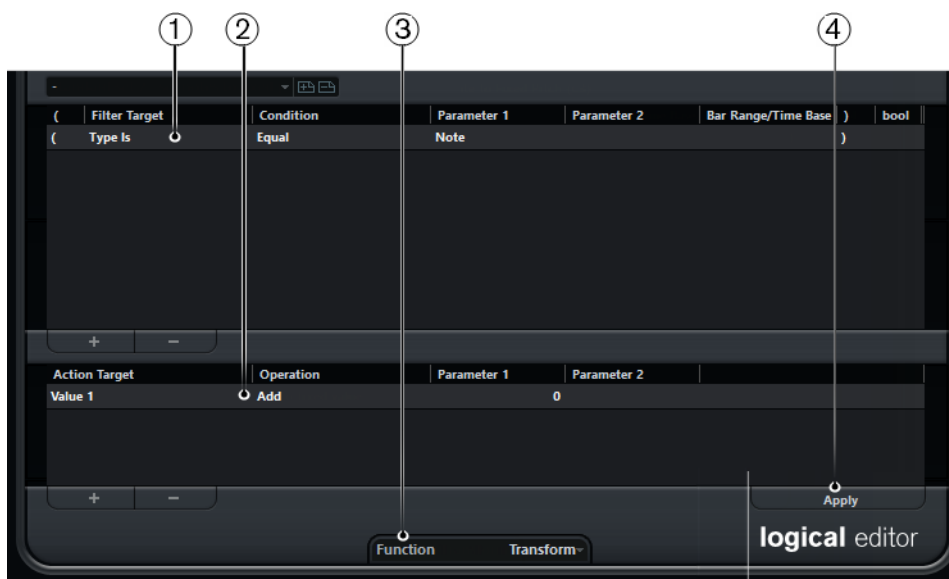 ① ② ③ ④
-
( Filter Target Condition Parameter 1 Parameter 2 Bar Range/Time Base ) bool
( Type Is Equal Note )
+ −
Action Target Operation Parameter 1 Parameter 2
Value 1 Add 0
+ −
Apply
logical editor
Function Transform